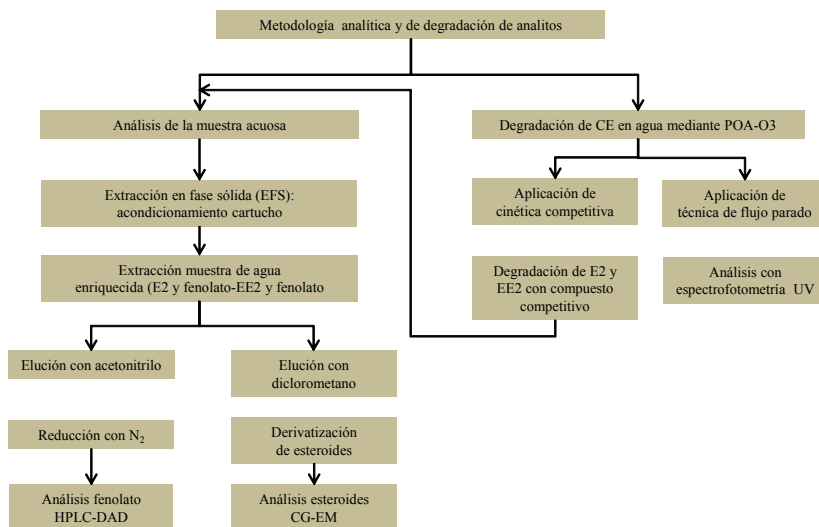 Metodología analítica y de degradación de analitos
Análisis de la muestra acuosa
Degradación de CE en agua mediante POA-O3
Extracción en fase sólida (EFS):
acondicionamiento cartucho
Aplicación de
cinética competitiva
Aplicación de
técnica de flujo parado
Extracción muestra de agua
enriquecida (E2 y fenolato-EE2 y fenolato
Degradación de E2 y
EE2 con compuesto
competitivo
Análisis con
espectrofotometría UV
Elución con acetonitrilo
Elución con
diclorometano
Reducción con N₂
Derivatización
de esteroides
Análisis fenolato
HPLC-DAD
Análisis esteroides
CG-EM